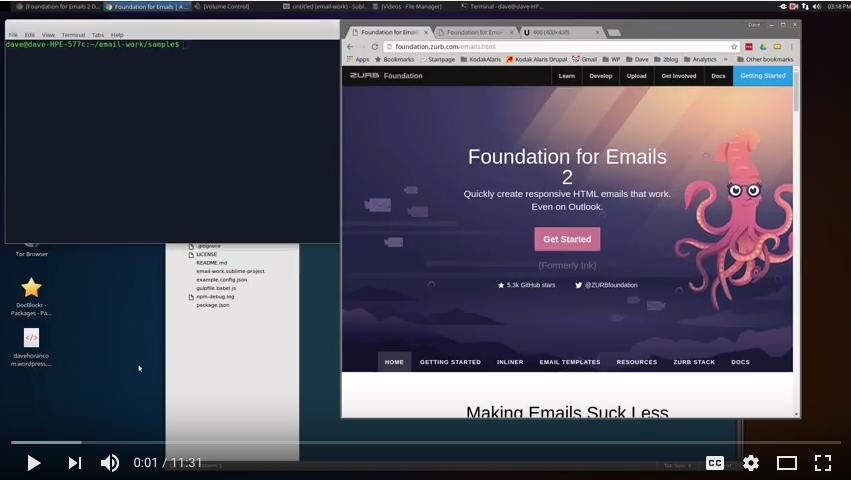 (Foundation for Emails 2 D...
Foundation for Emails | A...
[Volume Control]
untitled (email-work) - Subl...
[Videos - File Manager]
Terminal - dave@dave-HPE-577c:...
03:18 PM
File Edit View Terminal Tabs Help
dave@dave-HPE-577c:~/email-work/sample$
Dave
Foundation for Emails
Foundation for Emails
400 (400×400)
foundation.zurb.com/emails.html
Apps Bookmarks Startpage KodakAlaris Kodak Alaris Drupal Gmail WP Dave 2blog Analytics » Other bookmarks
ZURB Foundation
Learn Develop Upload Get Involved Docs Getting Started
Foundation for Emails
2
Quickly create responsive HTML emails that work.
Even on Outlook.
Get Started
(Formerly Ink)
5.3k GitHub stars @ZURBfoundation
HOME GETTING STARTED INLINER EMAIL TEMPLATES RESOURCES ZURB STACK DOCS
Making Emails Suck Less
.gitignore
LICENSE
README.md
email-work.sublime-project
example.config.json
gulpfile.babel.js
npm-debug.log
package.json
Tor Browser
DocBlockr -
Packages - Pa...
davehoranco
m.wordpress....
0:01 / 11:31
CC